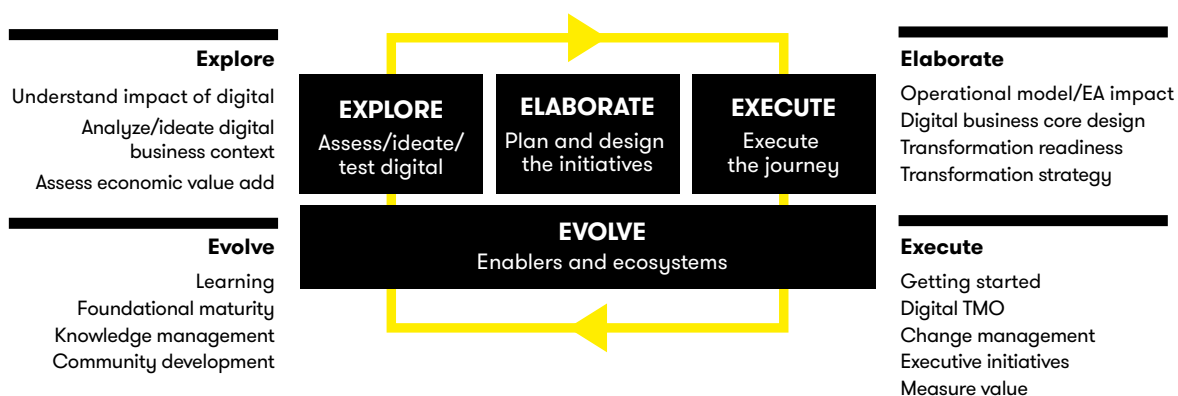 Explore
Understand impact of digital
Analyze/ideate digital
business context
Assess economic value add
Evolve
Learning
Foundational maturity
Knowledge management
Community development
EXPLORE
Assess/ideate/
test digital
ELABORATE
Plan and design
the initiatives
EXECUTE
Execute
the journey
EVOLVE
Enablers and ecosystems
Elaborate
Operational model/EA impact
Digital business core design
Transformation readiness
Transformation strategy
Execute
Getting started
Digital TMO
Change management
Executive initiatives
Measure value